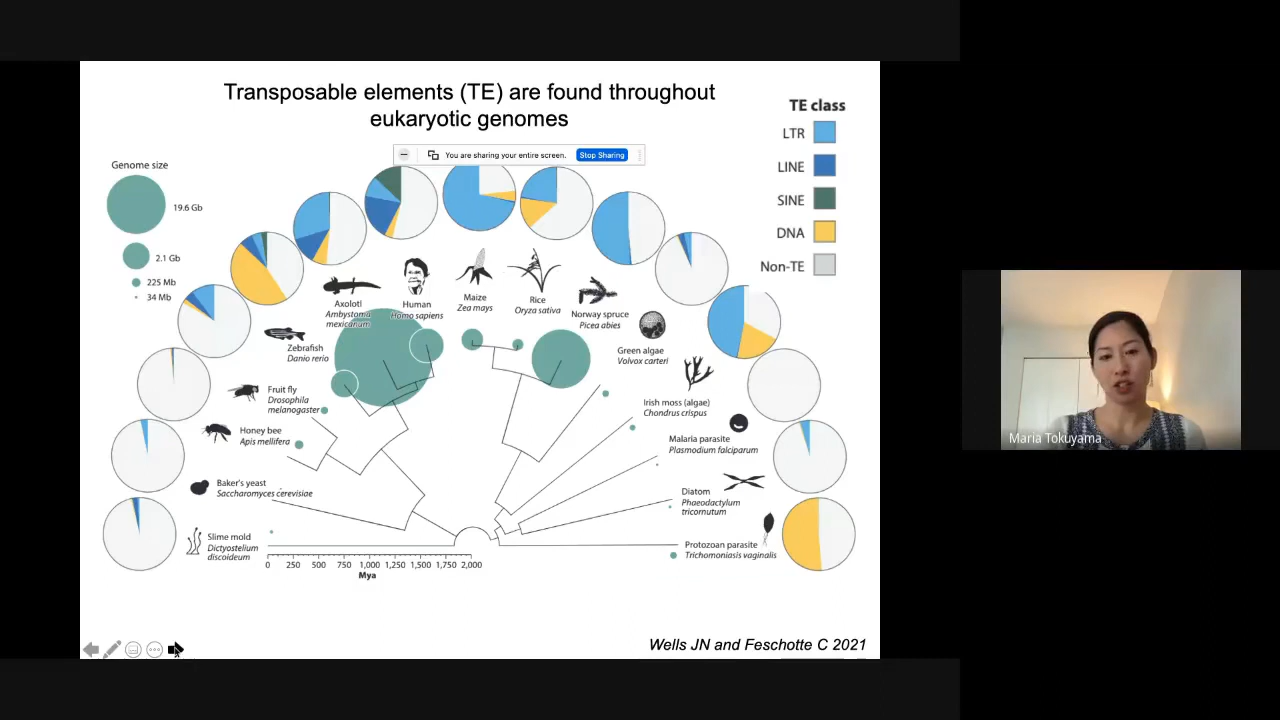 Transposable elements (TE) are found throughout
eukaryotic genomes
You are sharing your entire screen.
Stop Sharing
TE class
LTR
LINE
SINE
DNA
Non-TE
Genome size
19.6 Gb
2.1 Gb
225 Mb
34 Mb
Axolotl
Ambystoma
mexicanum
Human
Homo sapiens
Maize
Zea mays
Rice
Oryza sativa
Norway spruce
Picea abies
Zebrafish
Danio rerio
Green algae
Volvox carteri
Fruit fly
Drosophila
melanogaster
Irish moss (algae)
Chondrus crispus
Honey bee
Apis mellifera
Malaria parasite
Plasmodium falciparum
Baker's yeast
Saccharomyces cerevisiae
Diatom
Phaeodactylum
tricornutum
Slime mold
Dictyostelium
discoideum
Protozoan parasite
Trichomoniasis vaginalis
0 250 500 750 1,000 1,250 1,500 1,750 2,000
Mya
Wells JN and Feschotte C 2021
Maria Tokuyama